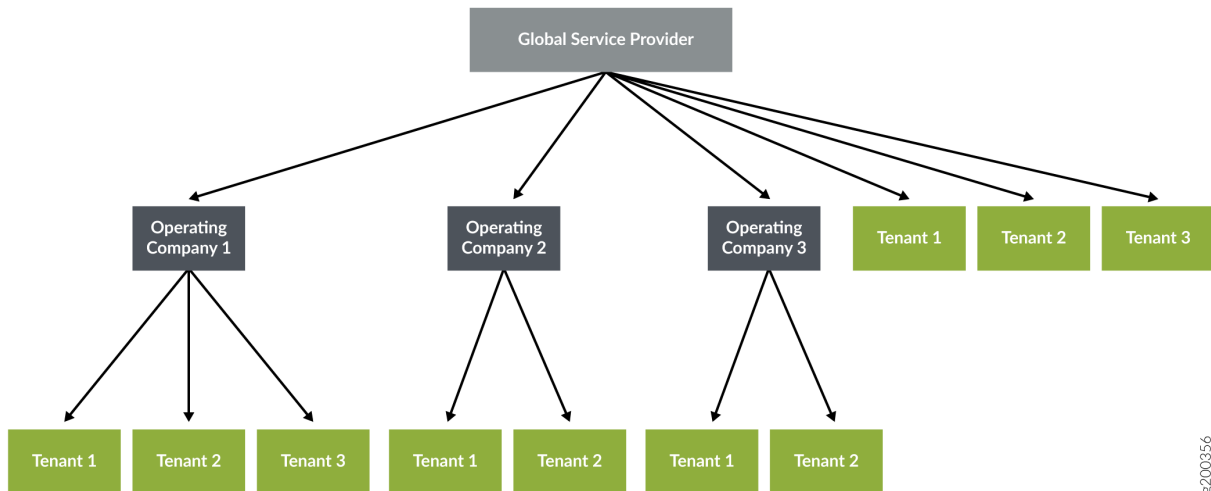 Global Service Provider
Operating
Company 1
Operating
Company 2
Operating
Company 3
Tenant 1
Tenant 2
Tenant 3
Tenant 1
Tenant 2
Tenant 3
Tenant 1
Tenant 2
Tenant 1
Tenant 2